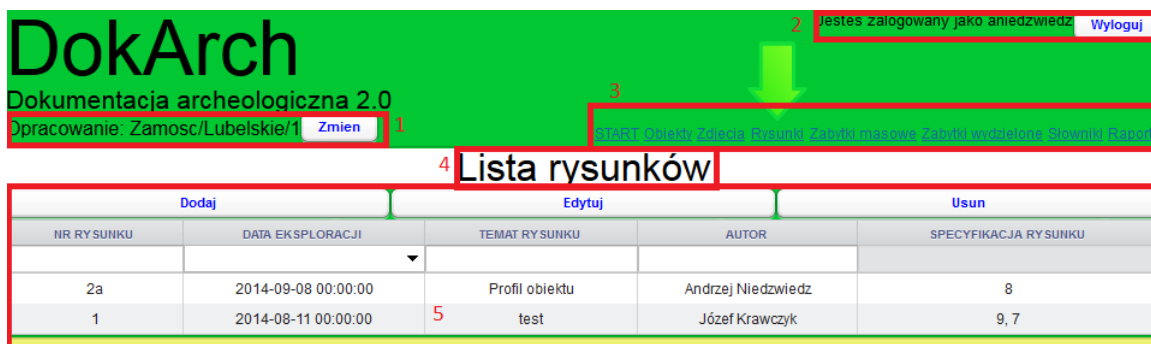 DokArch
2
Jestes zalogowany jako aniedzwiedz Wyloguj
Dokumentacja archeologiczna 2.0
3
Opracowanie: Zamosc/Lubelskie/1 Zmien 1
START Obiekty Zdjecia Rysunki Zabytki masowe Zabytki wydzielone Słowniki Raport
4 Lista rysunków
Dodaj Edytuj Usun
NR RYSUNKU DATA EKSPLORACJI TEMAT RYSUNKU AUTOR SPECYFIKACJA RYSUNKU
2a 2014-09-08 00:00:00 Profil obiektu Andrzej Niedzwiedz 8
1 2014-08-11 00:00:00 5 test Józef Krawczyk 9, 7